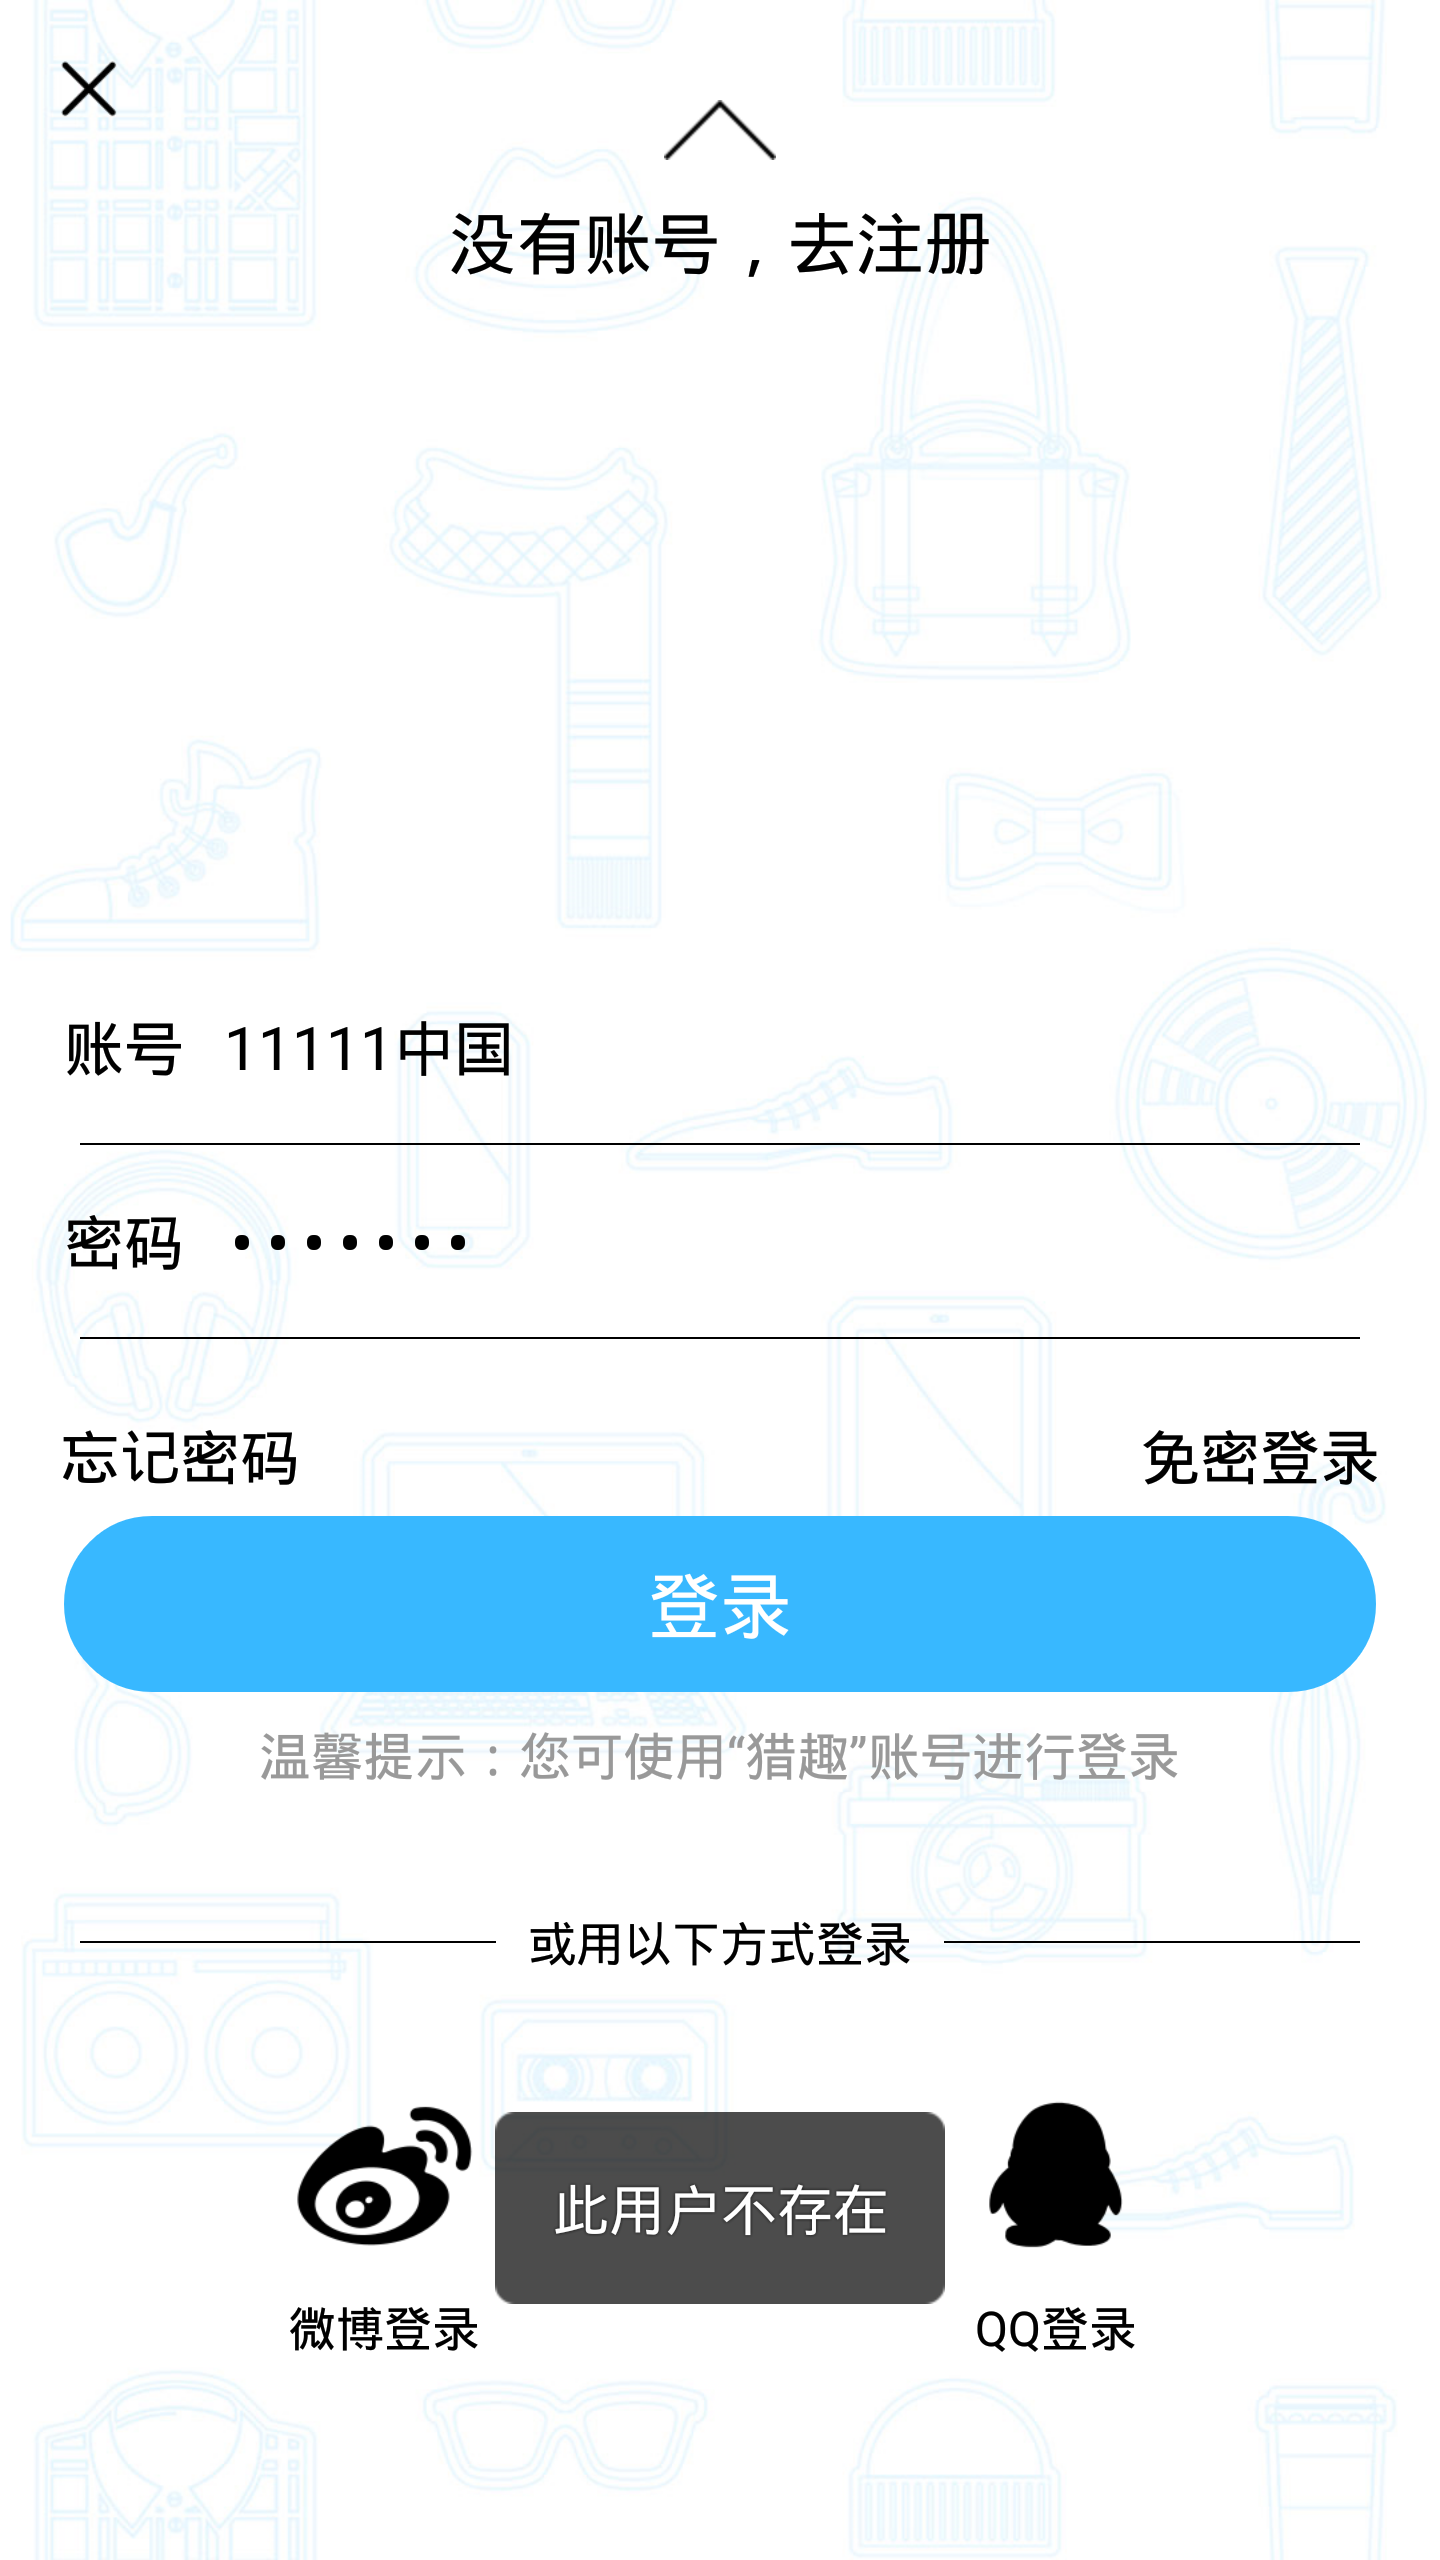 没有账号，去注册
账号 11111中国
密码 •••••••
忘记密码 免密登录
登录
温馨提示：您可使用“猎趣”账号进行登录
或用以下方式登录
此用户不存在
微博登录 QQ登录